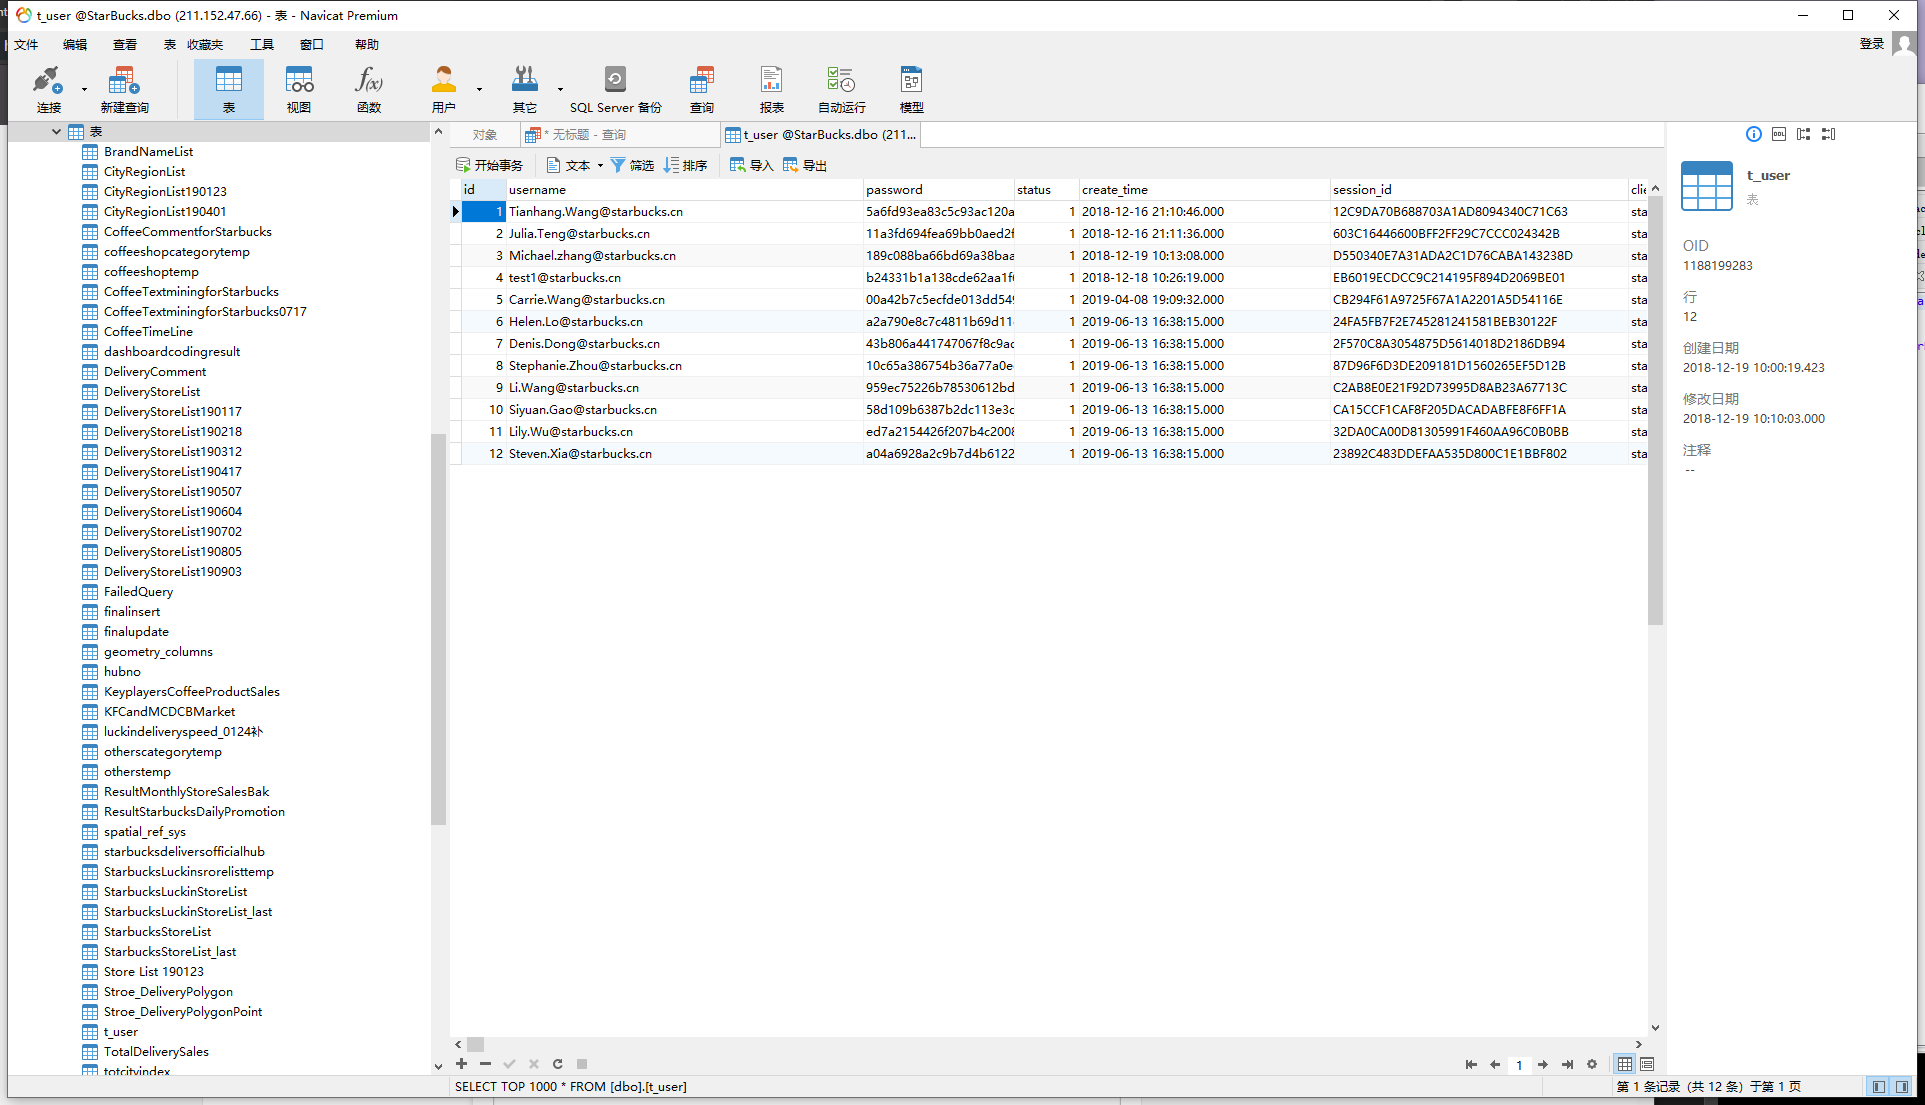 t_user @StarBucks.dbo (211.152.47.66) - 表 - Navicat Premium
文件 编辑 查看 表 收藏夹 工具 窗口 帮助 登录
连接 新建查询 表 视图 函数 用户 其它 SQL Server 备份 查询 报表 自动运行 模型
对象 * 无标题 - 查询 t_user @StarBucks.dbo (211...
开始事务 文本 筛选 排序 导入 导出
表
BrandNameList
CityRegionList
CityRegionList190123
CityRegionList190401
CoffeeCommentforStarbucks
coffeeshopcategorytemp
coffeeshoptemp
CoffeeTextminingforStarbucks
CoffeeTextminingforStarbucks0717
CoffeeTimeLine
dashboardcodingresult
DeliveryComment
DeliveryStoreList
DeliveryStoreList190117
DeliveryStoreList190218
DeliveryStoreList190312
DeliveryStoreList190417
DeliveryStoreList190507
DeliveryStoreList190604
DeliveryStoreList190702
DeliveryStoreList190805
DeliveryStoreList190903
FailedQuery
finalinsert
finalupdate
geometry_columns
hubno
KeyplayersCoffeeProductSales
KFCandMCDCBMarket
luckindeliveryspeed_0124补
otherscategorytemp
otherstemp
ResultMonthlyStoreSalesBak
ResultStarbucksDailyPromotion
spatial_ref_sys
starbucksdeliversofficialhub
StarbucksLuckinsrorelisttemp
StarbucksLuckinStoreList
StarbucksLuckinStoreList_last
StarbucksStoreList
StarbucksStoreList_last
Store List 190123
Stroe_DeliveryPolygon
Stroe_DeliveryPolygonPoint
t_user
TotalDeliverySales
totcityindex
id username password status create_time session_id clie
1 Tianhang.Wang@starbucks.cn 5a6fd93ea83c5c93ac120a 1 2018-12-16 21:10:46.000 12C9DA70B688703A1AD8094340C71C63 sta
2 Julia.Teng@starbucks.cn 11a3fd694fea69bb0aed2f 1 2018-12-16 21:11:36.000 603C16446600BFF2FF29C7CCC024342B sta
3 Michael.zhang@starbucks.cn 189c088ba66bd69a38baa 1 2018-12-19 10:13:08.000 D550340E7A31ADA2C1D76CABA143238D sta
4 test1@starbucks.cn b24331b1a138cde62aa1f 1 2018-12-18 10:26:19.000 EB6019ECDCC9C214195F894D2069BE01 sta
5 Carrie.Wang@starbucks.cn 00a42b7c5ecfde013dd549 1 2019-04-08 19:09:32.000 CB294F61A9725F67A1A2201A5D54116E sta
6 Helen.Lo@starbucks.cn a2a790e8c7c4811b69d11 1 2019-06-13 16:38:15.000 24FA5FB7F2E745281241581BEB30122F sta
7 Denis.Dong@starbucks.cn 43b806a441747067f8c9ac 1 2019-06-13 16:38:15.000 2F570C8A3054875D5614018D2186DB94 sta
8 Stephanie.Zhou@starbucks.cn 10c65a386754b36a77a0e 1 2019-06-13 16:38:15.000 87D96F6D3DE209181D1560265EF5D12B sta
9 Li.Wang@starbucks.cn 959ec75226b78530612bd 1 2019-06-13 16:38:15.000 C2AB8E0E21F92D73995D8AB23A67713C sta
10 Siyuan.Gao@starbucks.cn 58d109b6387b2dc113e3c 1 2019-06-13 16:38:15.000 CA15CCF1CAF8F205DACADABFE8F6FF1A sta
11 Lily.Wu@starbucks.cn ed7a2154426f207b4c2008 1 2019-06-13 16:38:15.000 32DA0CA00D81305991F460AA96C0B0BB sta
12 Steven.Xia@starbucks.cn a04a6928a2c9b7d4b6122 1 2019-06-13 16:38:15.000 23892C483DDEFAA535D800C1E1BBF802 sta
t_user
表
OID
1188199283
行
12
创建日期
2018-12-19 10:00:19.423
修改日期
2018-12-19 10:10:03.000
注释
--
1
SELECT TOP 1000 * FROM [dbo].[t_user]
第 1 条记录 (共 12 条) 于第 1 页